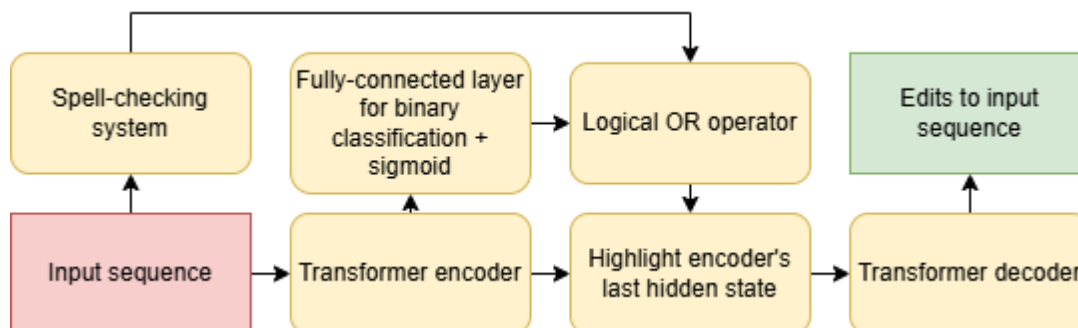 Spell-checking
system
Fully-connected layer
for binary
classification +
sigmoid
Logical OR operator
Edits to input
sequence
Input sequence
Transformer encoder
Highlight encoder's
last hidden state
Transformer decoder